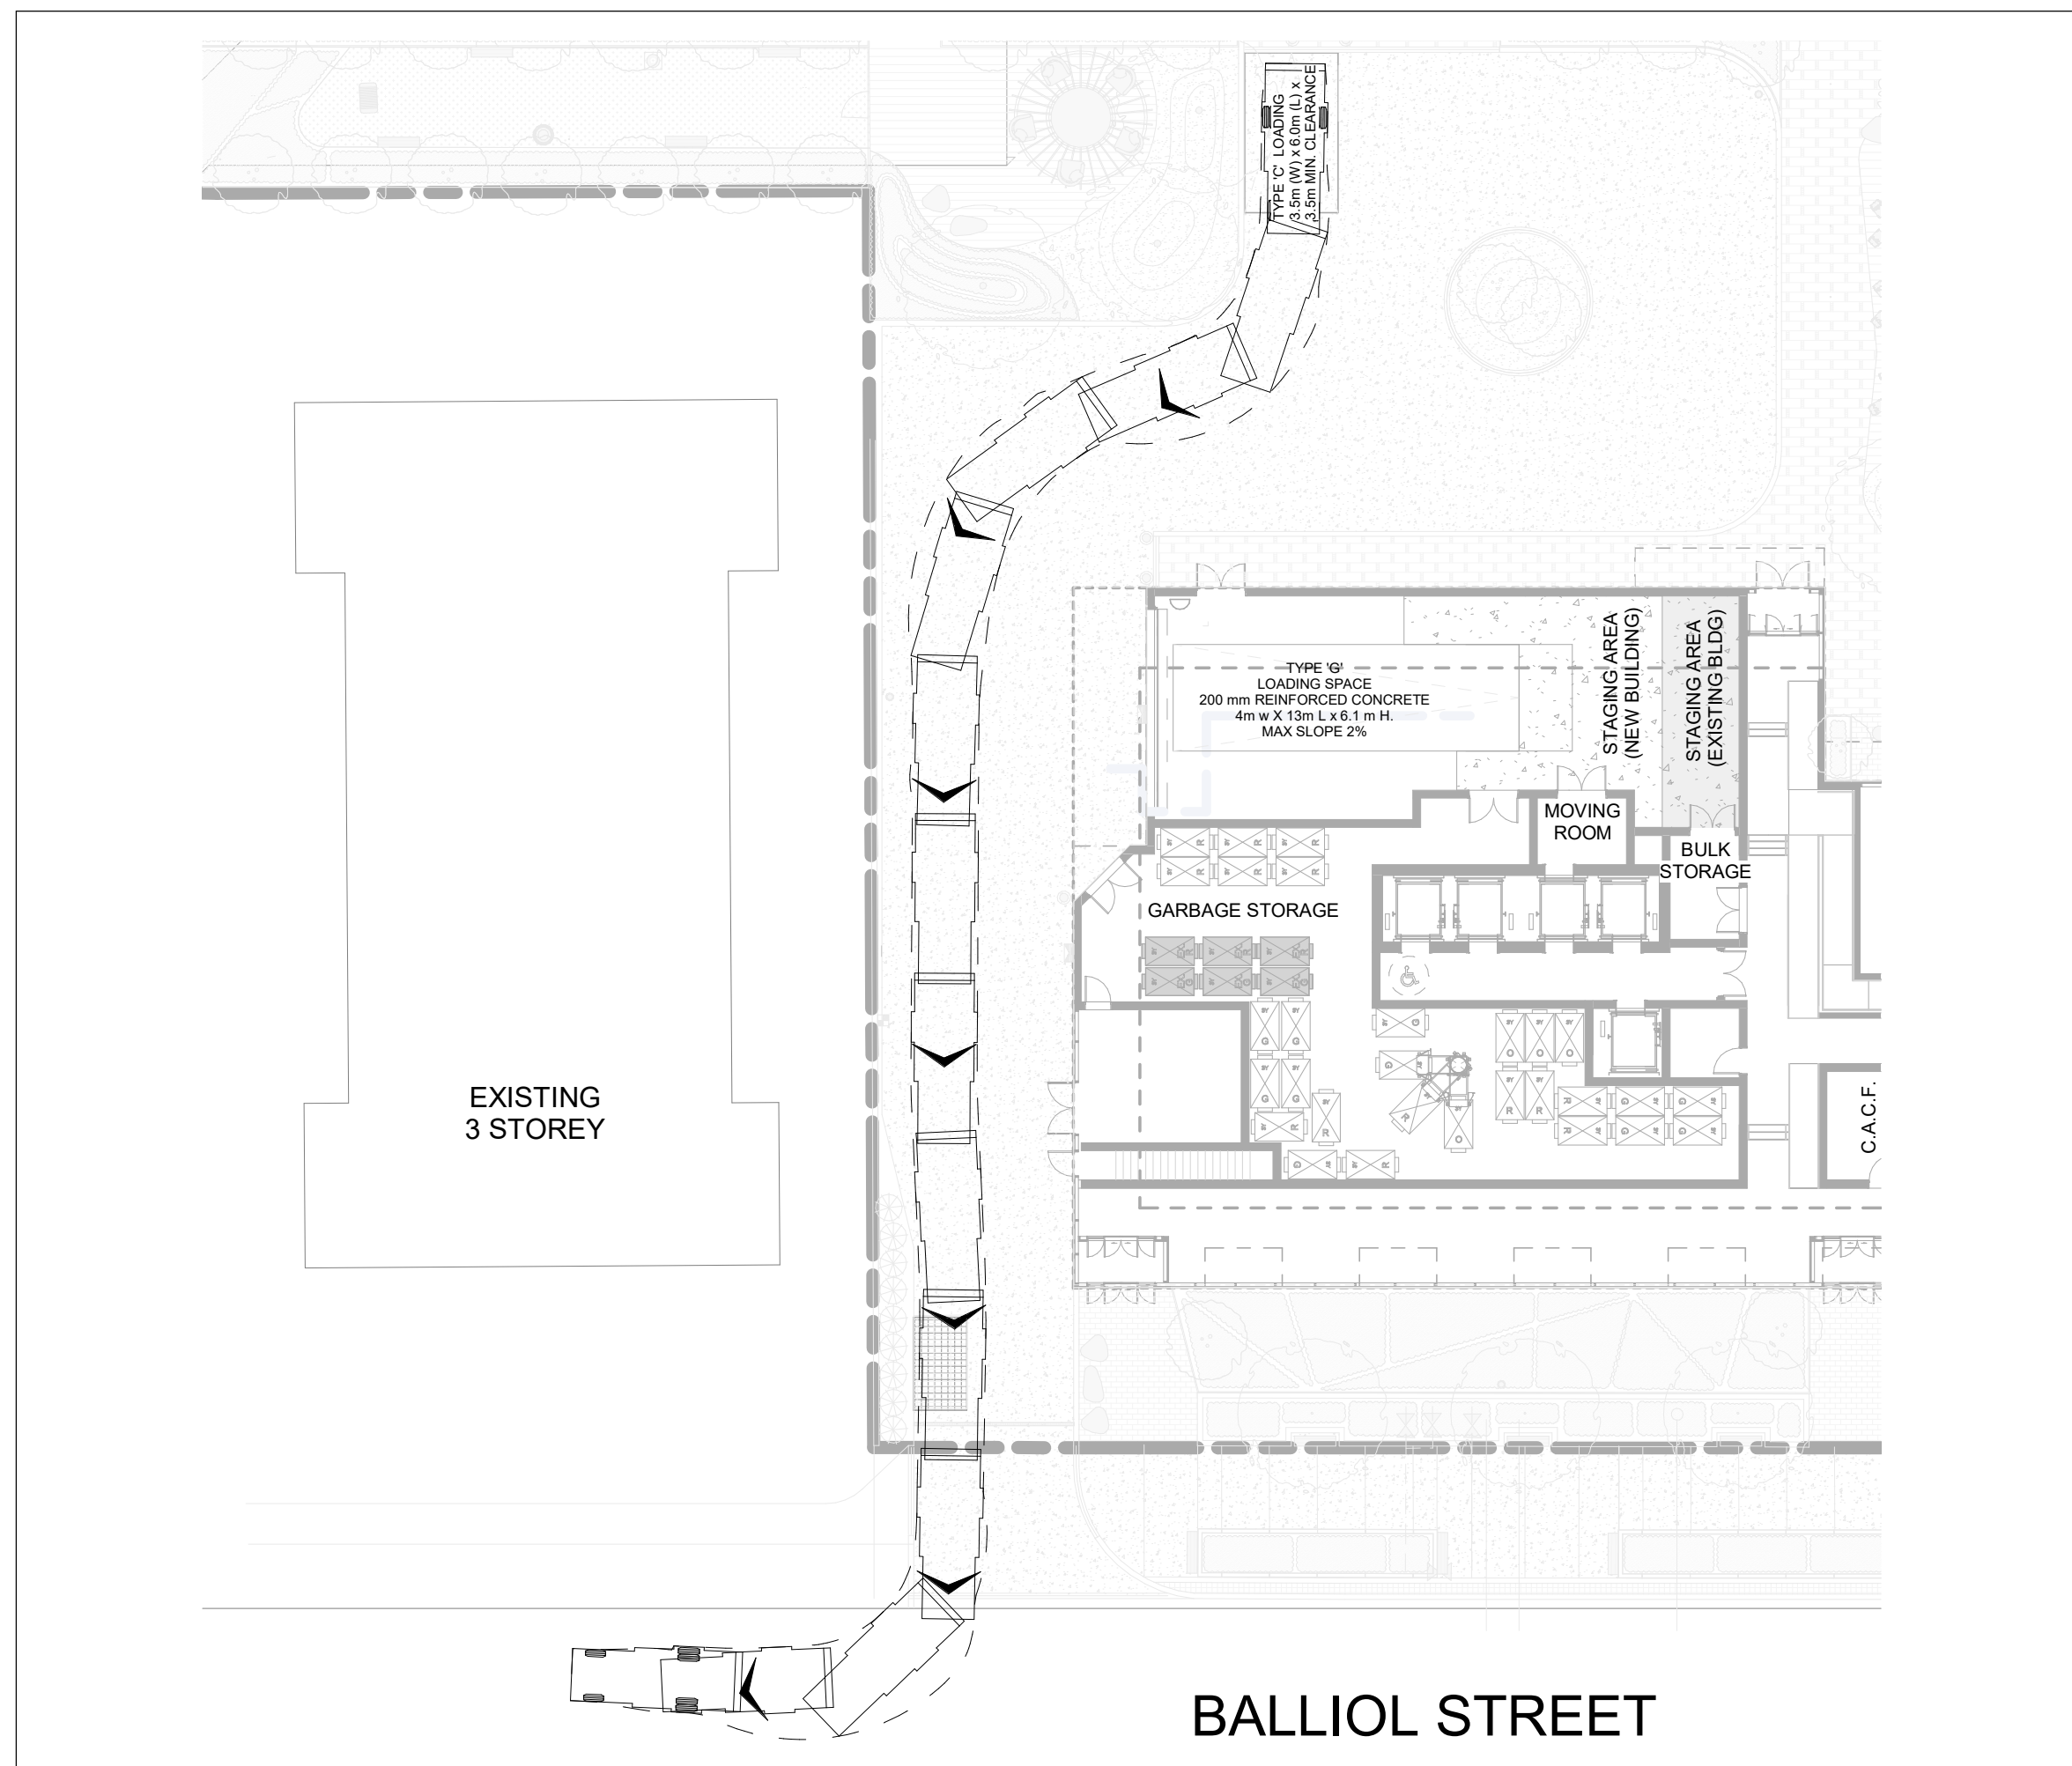 TYPE 'C' LOADING
3.5m (W) x 6.0m (L) x
3.5m MIN. CLEARANCE
TYPE 'G'
LOADING SPACE
200 mm REINFORCED CONCRETE
4m w X 13m L x 6.1 m H.
MAX SLOPE 2%
STAGING AREA
(NEW BUILDING)
STAGING AREA
(EXISTING BLDG)
MOVING
ROOM
BULK
STORAGE
GARBAGE STORAGE
EXISTING
3 STOREY
C.A.C.F.
BALLIOL STREET